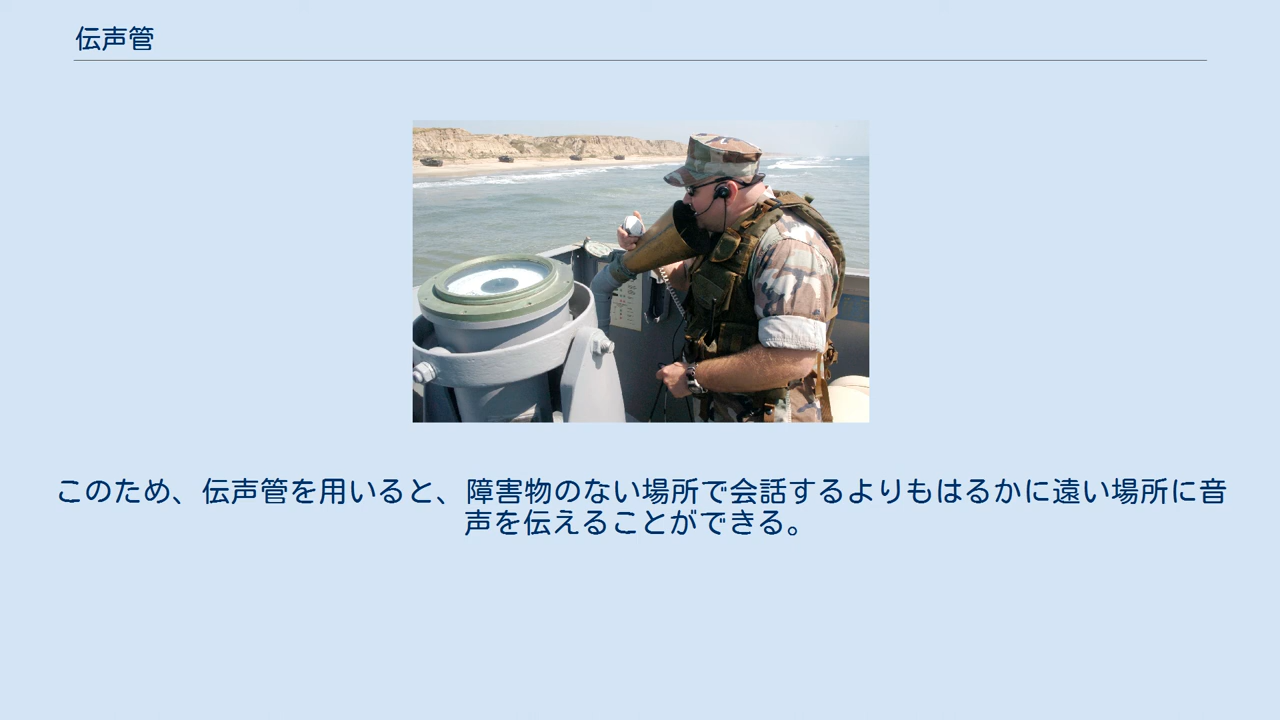 伝声管
このため、伝声管を用いると、障害物のない場所で会話するよりもはるかに遠い場所に音
声を伝えることができる。